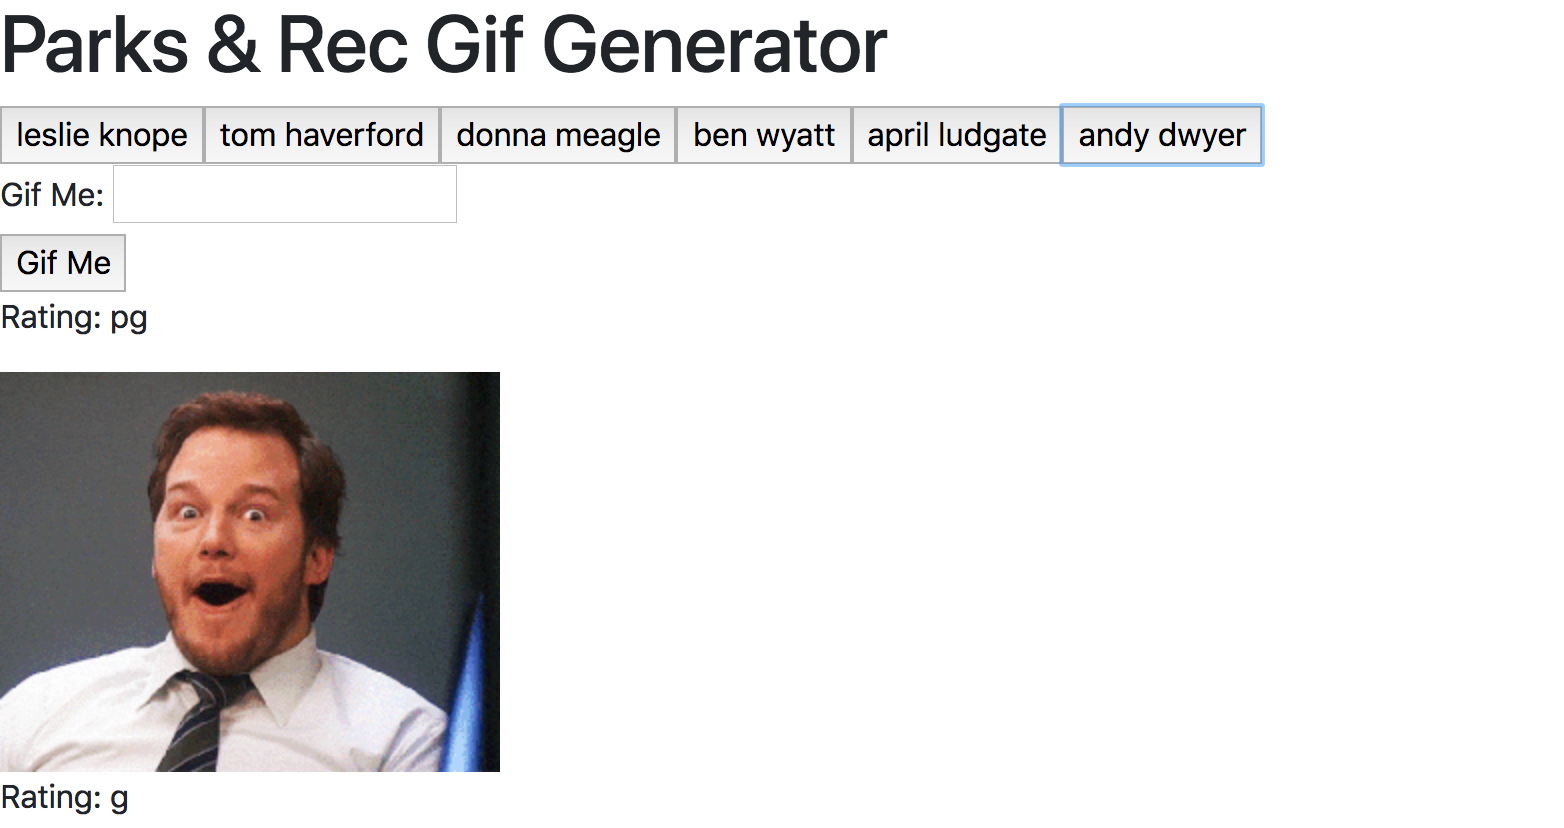 Parks & Rec Gif Generator
leslie knope tom haverford donna meagle ben wyatt april ludgate andy dwyer
Gif Me:
Gif Me
Rating: pg
Rating: g